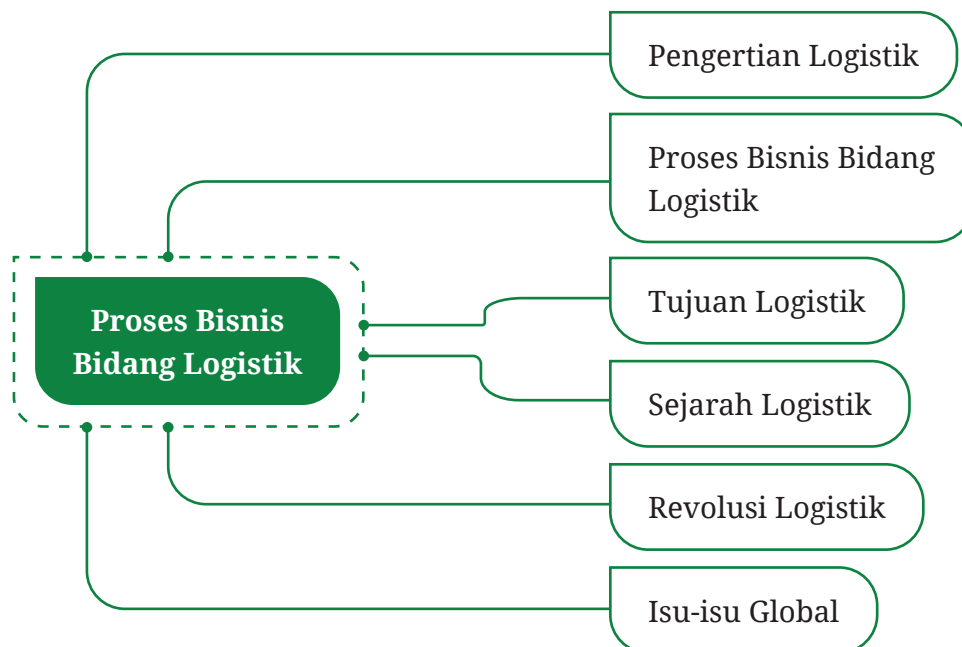 Pengertian Logistik
Proses Bisnis Bidang
Logistik
Proses Bisnis
Bidang Logistik
Tujuan Logistik
Sejarah Logistik
Revolusi Logistik
Isu-isu Global